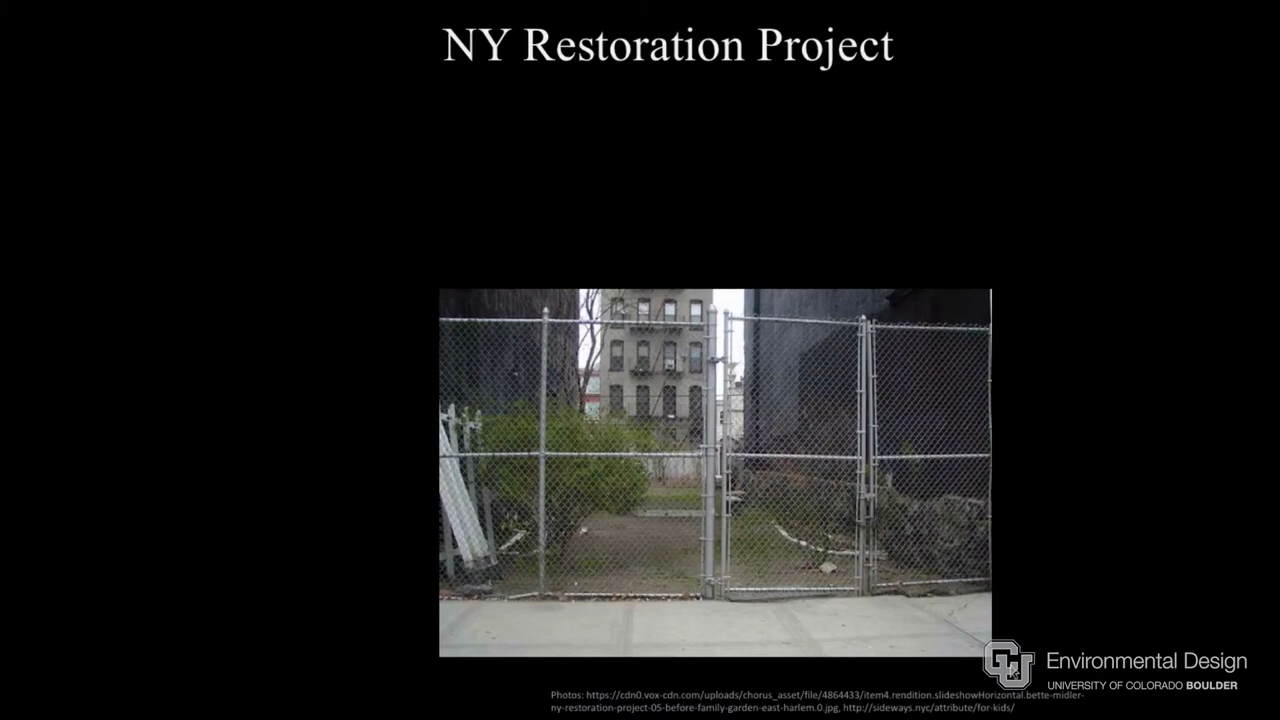 NY Restoration Project
CU
Environmental Design
UNIVERSITY OF COLORADO BOULDER
Photos: https://cdn0.vox-cdn.com/uploads/chorus_asset/file/4864433/item4.rendition.slideshowHorizontal.bette-midler-
ny-restoration-project-05-before-family-garden-east-harlem.0.jpg, http://sideways.nyc/attribute/for-kids/